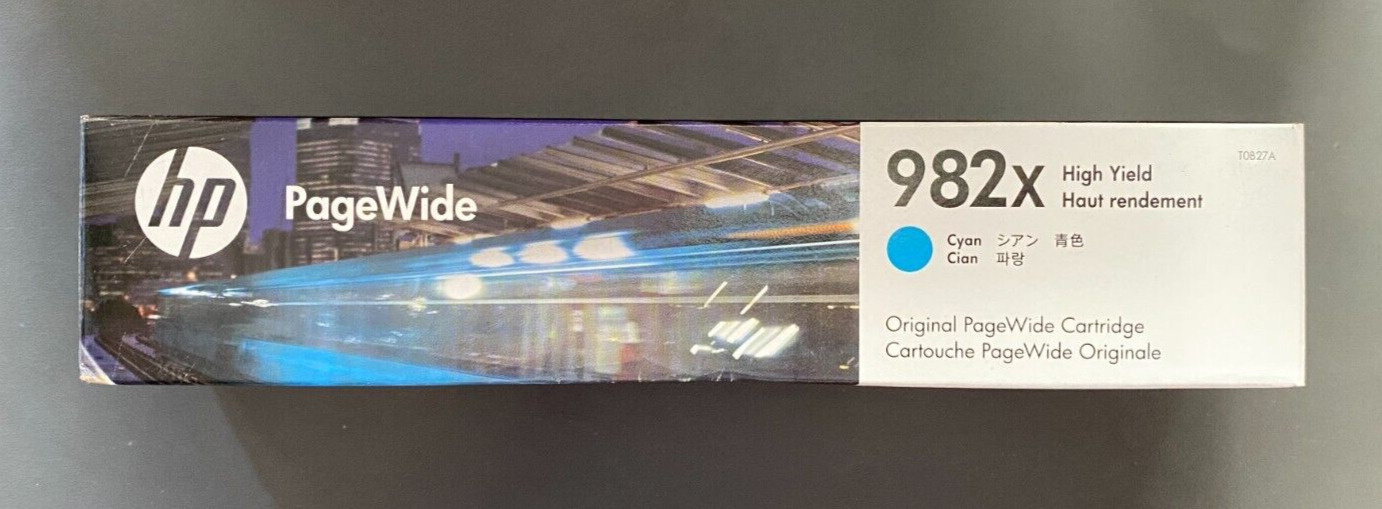 hp
PageWide
982x High Yield
Haut rendement
T0B27A
Cyan シアン 青色
Cian 파랑
Original PageWide Cartridge
Cartouche PageWide Originale